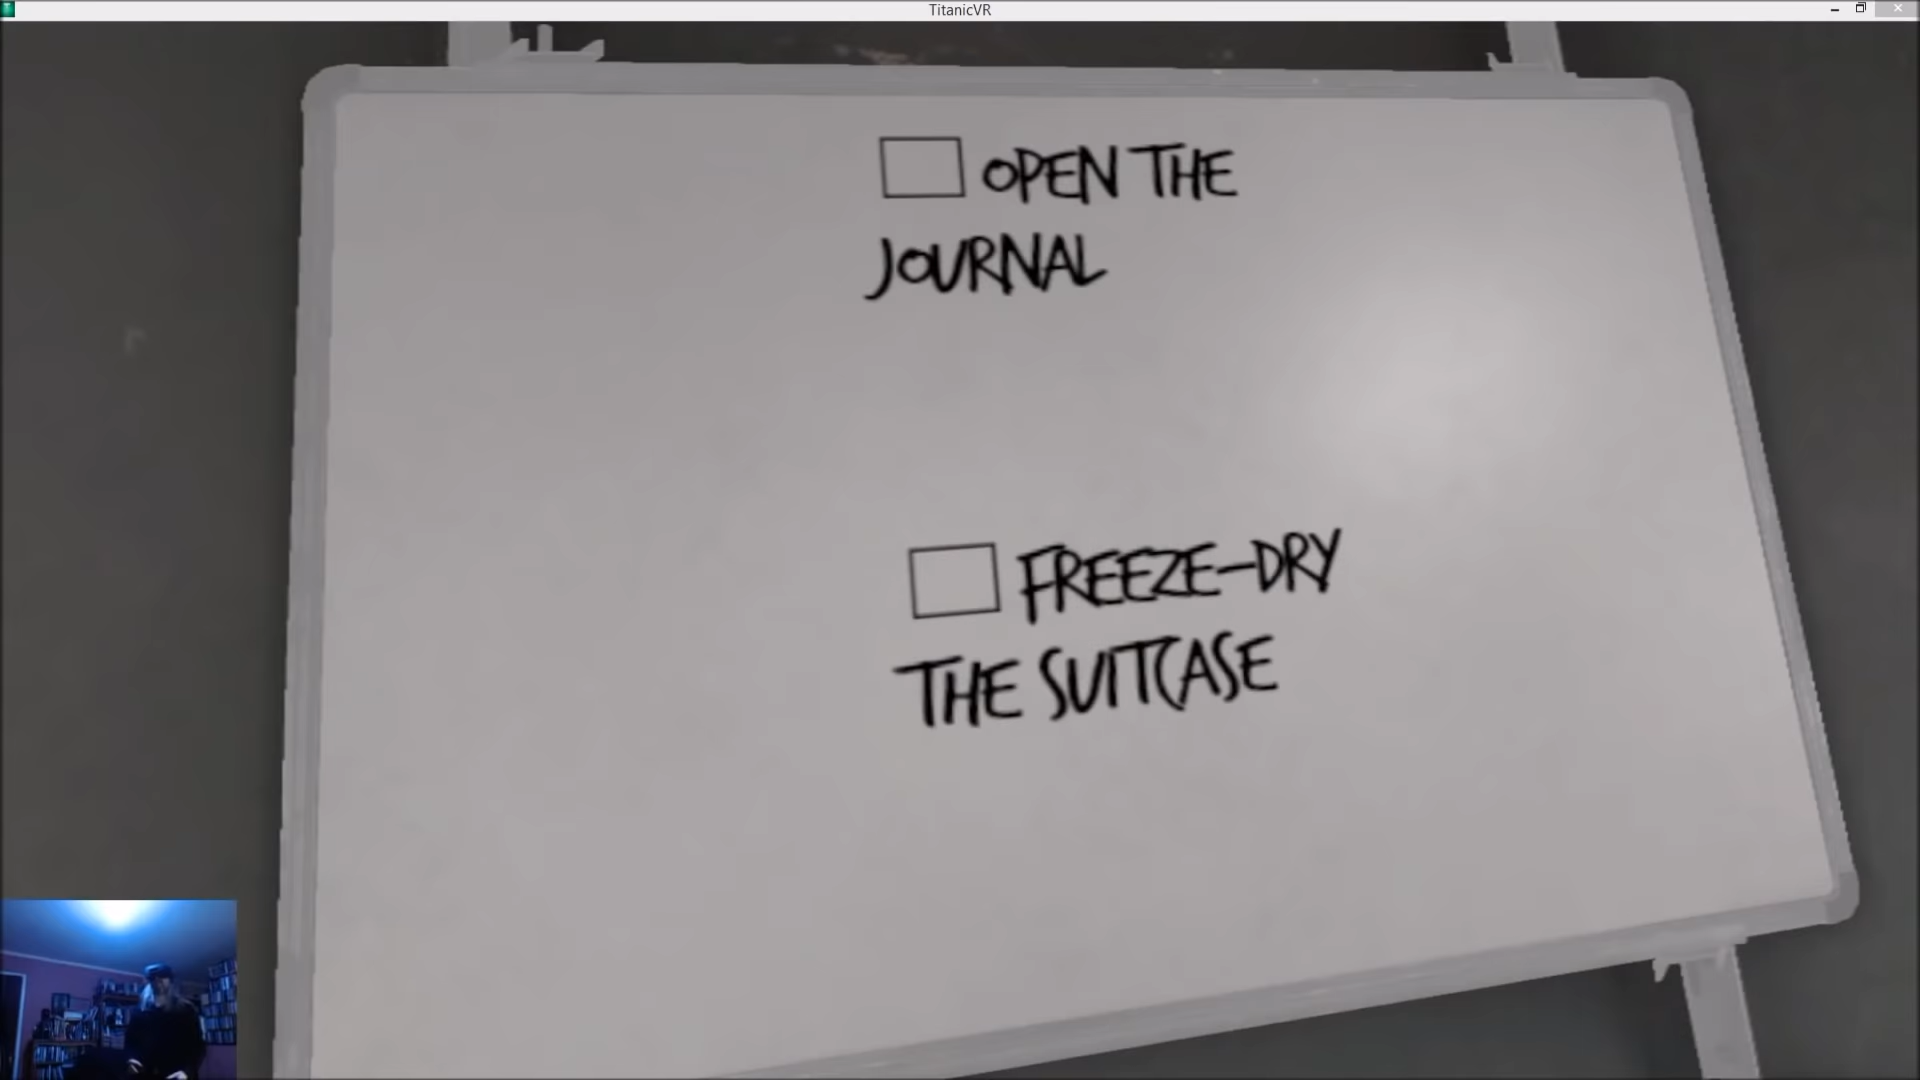 TitanicVR
OPEN THE
JOURNAL
FREEZE-DRY
THE SUITCASE